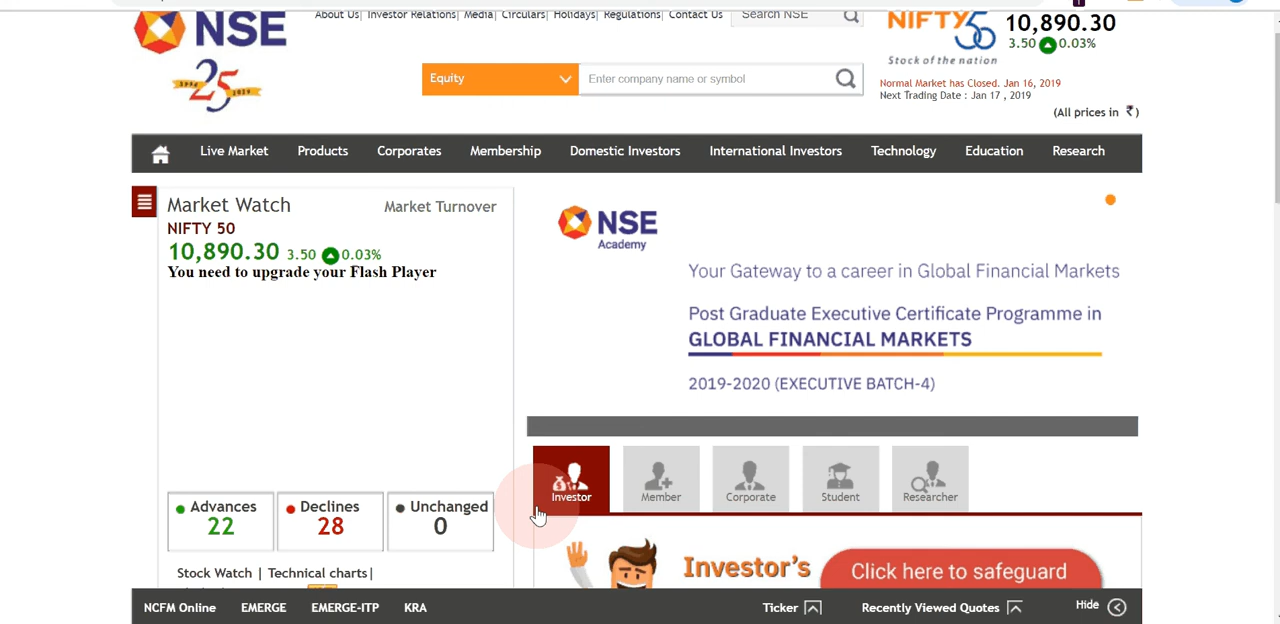 About Us| Investor Relations| Media| Circulars| Holidays| Regulations| Contact Us
Search NSE
NSE
25
1994 2019
NIFTY50
Stock of the nation
10,890.30
3.50 0.03%
Normal Market has Closed. Jan 16, 2019
Next Trading Date : Jan 17 , 2019
(All prices in ₹)
Equity
Enter company name or symbol
Live Market Products Corporates Membership Domestic Investors International Investors Technology Education Research
Market Watch
Market Turnover
NIFTY 50
10,890.30 3.50 0.03%
You need to upgrade your Flash Player
Advances
22
Declines
28
Unchanged
0
Stock Watch | Technical charts|
NSE
Academy
Your Gateway to a career in Global Financial Markets
Post Graduate Executive Certificate Programme in
GLOBAL FINANCIAL MARKETS
2019-2020 (EXECUTIVE BATCH-4)
Investor
Member
Corporate
Student
Researcher
Investor's
Click here to safeguard
NCFM Online EMERGE EMERGE-ITP KRA
Ticker
Recently Viewed Quotes
Hide